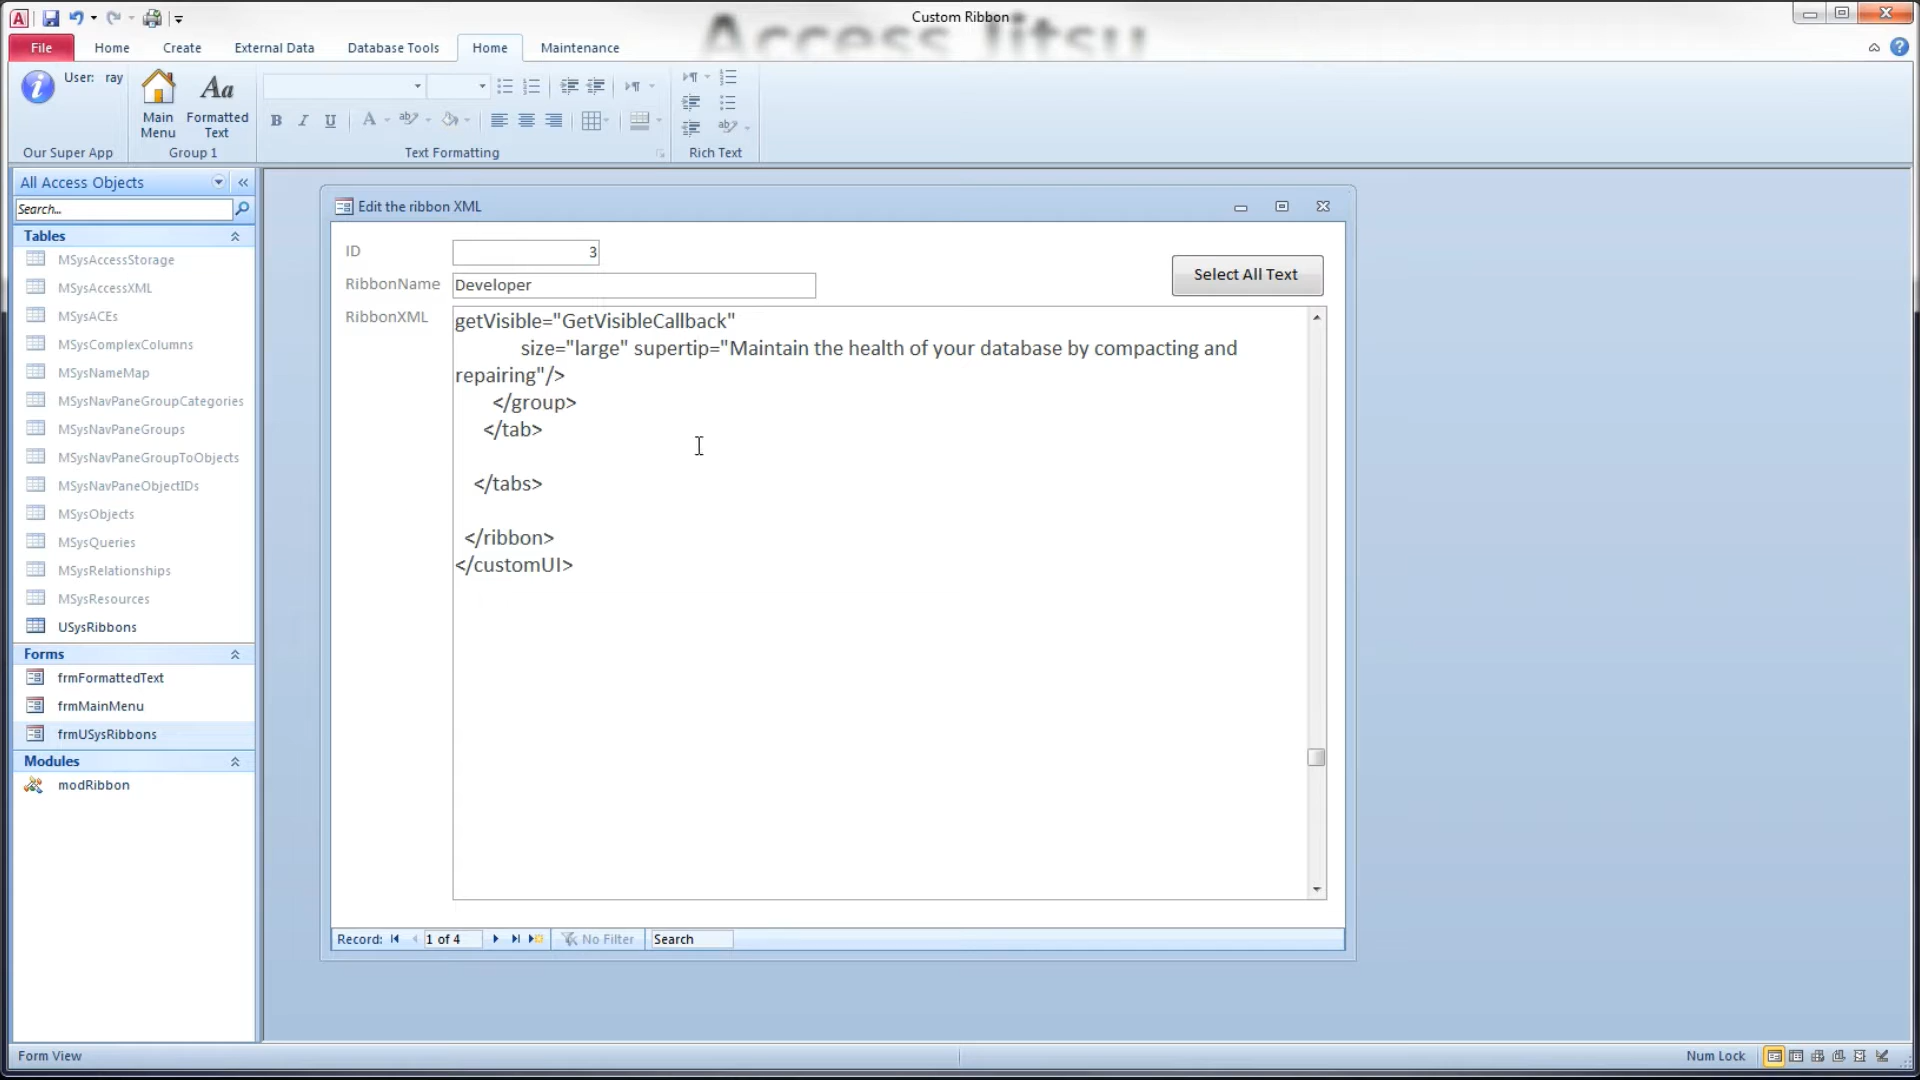 Access Jitsu
Custom Ribbon
File Home Create External Data Database Tools Home Maintenance
User: ray
Main Menu
Formatted Text
Aa
B I U A ab
Our Super App Group 1 Text Formatting Rich Text
All Access Objects
Search...
Tables
MSysAccessStorage
MSysAccessXML
MSysACEs
MSysComplexColumns
MSysNameMap
MSysNavPaneGroupCategories
MSysNavPaneGroups
MSysNavPaneGroupToObjects
MSysNavPaneObjectIDs
MSysObjects
MSysQueries
MSysRelationships
MSysResources
USysRibbons
Forms
frmFormattedText
frmMainMenu
frmUSysRibbons
Modules
modRibbon
Edit the ribbon XML
ID 3
RibbonName Developer
Select All Text
RibbonXML
getVisible="GetVisibleCallback"
size="large" supertip="Maintain the health of your database by compacting and
repairing"/>
</group>
</tab>
</tabs>
</ribbon>
</customUI>
Record: 1 of 4 No Filter Search
Form View Num Lock